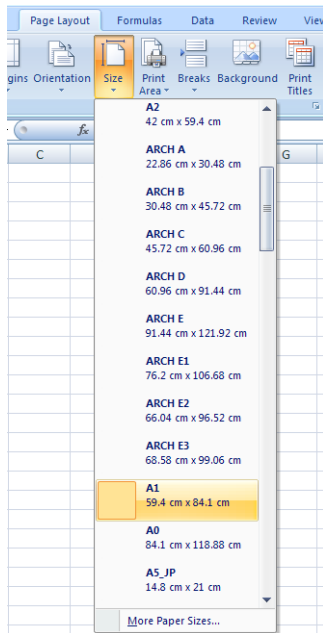 Page Layout Formulas Data Review View
gins Orientation Size Print Area Breaks Background Print Titles
fx
C G
A2
42 cm x 59.4 cm
ARCH A
22.86 cm x 30.48 cm
ARCH B
30.48 cm x 45.72 cm
ARCH C
45.72 cm x 60.96 cm
ARCH D
60.96 cm x 91.44 cm
ARCH E
91.44 cm x 121.92 cm
ARCH E1
76.2 cm x 106.68 cm
ARCH E2
66.04 cm x 96.52 cm
ARCH E3
68.58 cm x 99.06 cm
A1
59.4 cm x 84.1 cm
A0
84.1 cm x 118.88 cm
A5_JP
14.8 cm x 21 cm
More Paper Sizes...